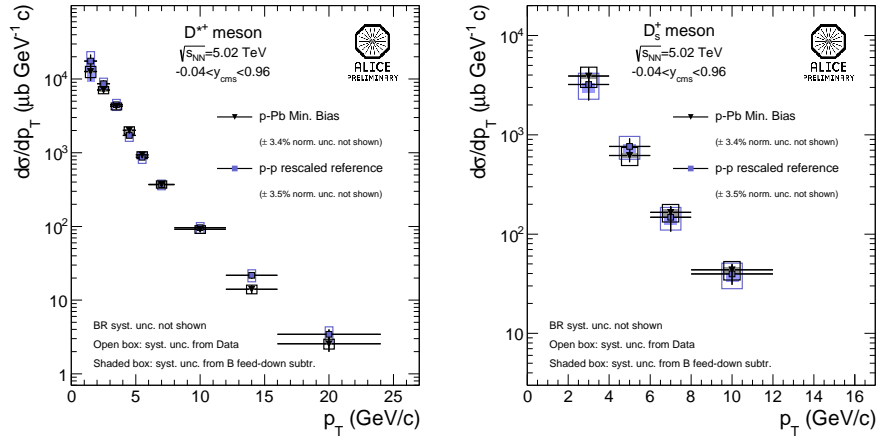 D*+ meson
√sNN=5.02 TeV
-0.04<ycms<0.96
ALICE
PRELIMINARY
p-Pb Min. Bias
(± 3.4% norm. unc. not shown)
p-p rescaled reference
(± 3.5% norm. unc. not shown)
BR syst. unc. not shown
Open box: syst. unc. from Data
Shaded box: syst. unc. from B feed-down subtr.
dσ/dpT (μb GeV-1 c)
10^4
10^3
10^2
10
1
0 5 10 15 20 25
pT (GeV/c)
Ds+ meson
√sNN=5.02 TeV
-0.04<ycms<0.96
ALICE
PRELIMINARY
p-Pb Min. Bias
(± 3.4% norm. unc. not shown)
p-p rescaled reference
(± 3.5% norm. unc. not shown)
BR syst. unc. not shown
Open box: syst. unc. from Data
Shaded box: syst. unc. from B feed-down subtr.
dσ/dpT (μb GeV-1 c)
10^4
10^3
10^2
10
0 2 4 6 8 10 12 14 16
pT (GeV/c)